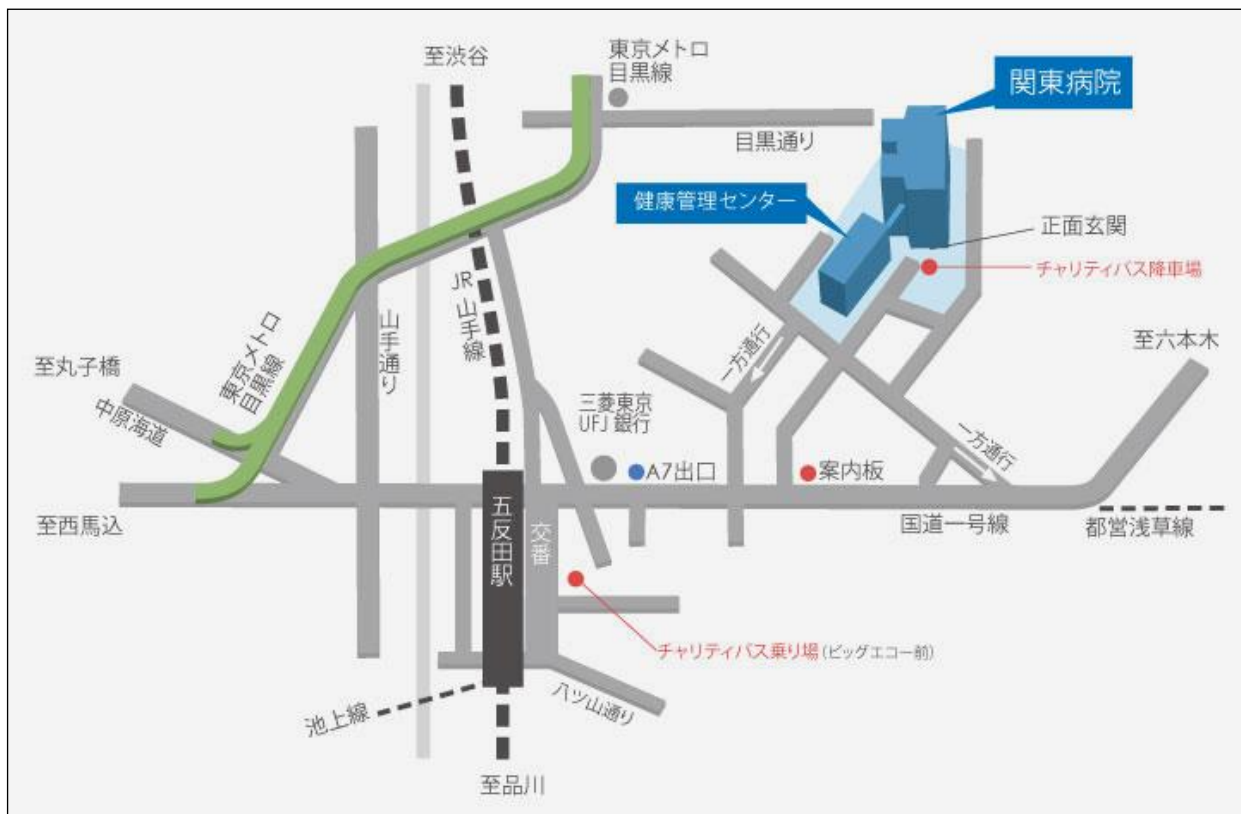 至渋谷
東京メトロ
目黒線
関東病院
目黒通り
健康管理センター
正面玄関
チャリティバス降車場
JR 山手線
山手通り
至六本木
至丸子橋
東京メトロ
目黒線
中原海道
一方通行
三菱東京
UFJ 銀行
A7出口
案内板
一方通行
至西馬込
五反田駅
交番
国道一号線
都営浅草線
チャリティバス乗り場(ビッグエコー前)
池上線
八ツ山通り
至品川